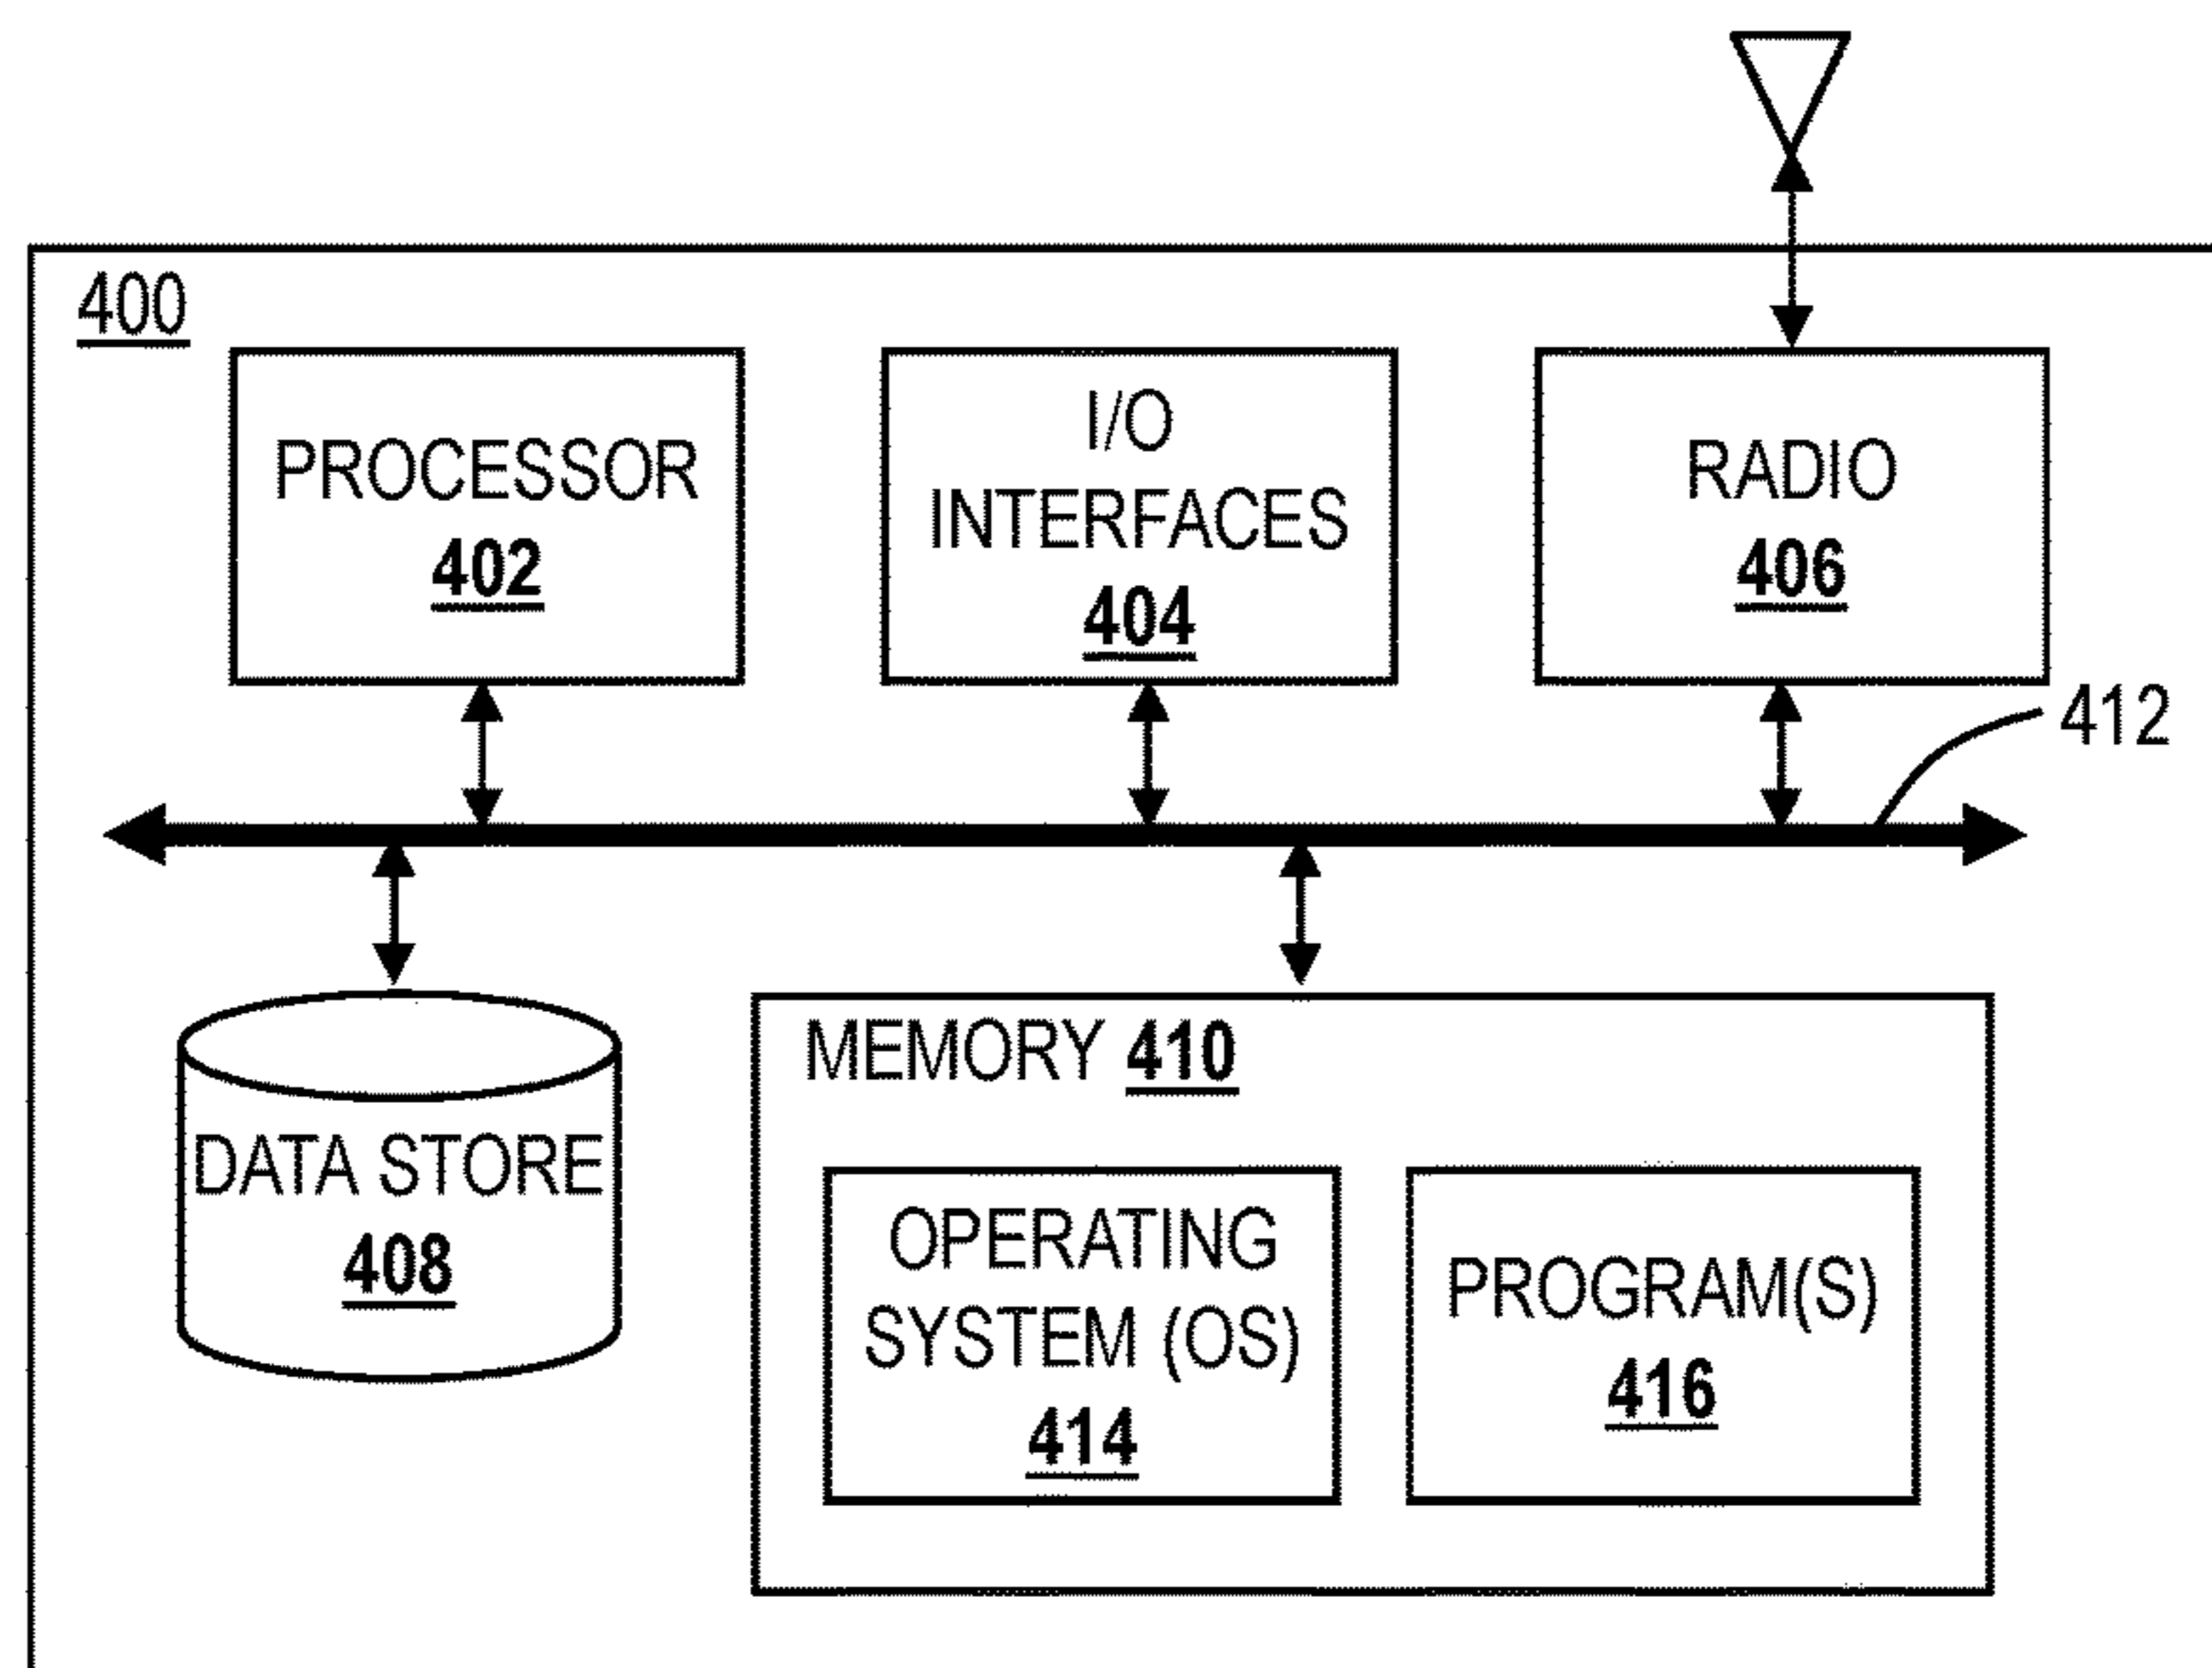 400
PROCESSOR
402
I/O
INTERFACES
404
RADIO
406
412
DATA STORE
408
MEMORY 410
OPERATING
SYSTEM (OS)
414
PROGRAM(S)
416